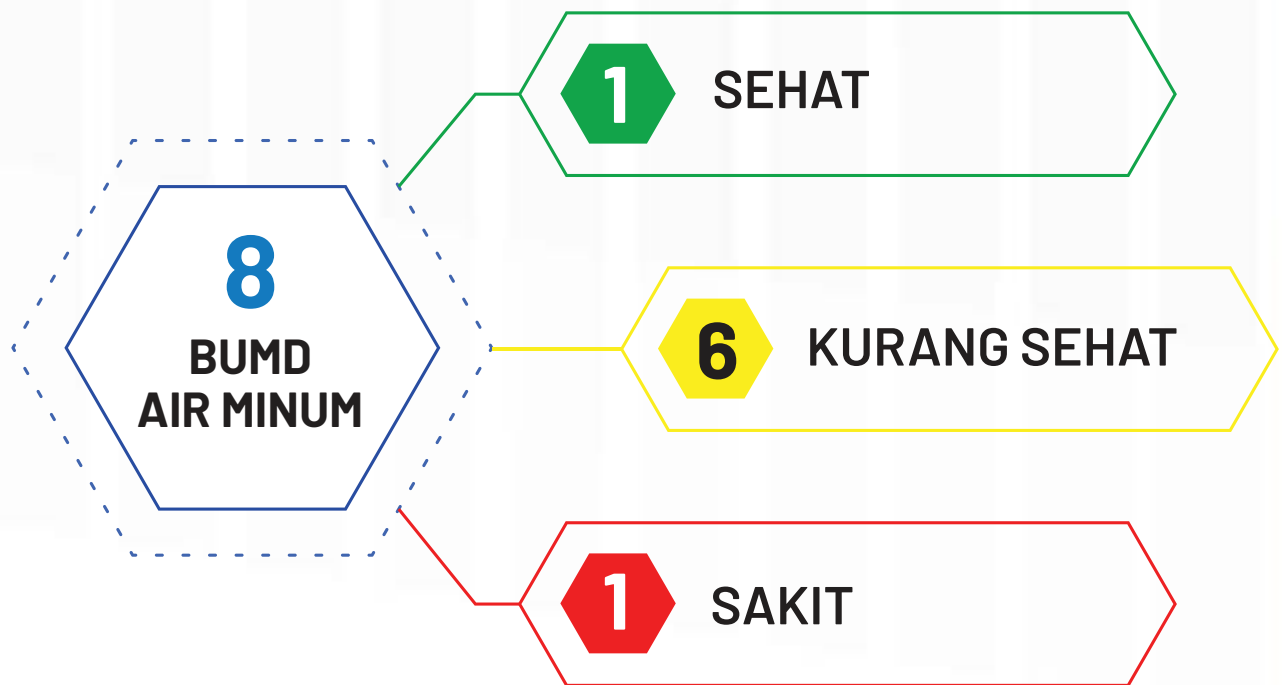 8
BUMD
AIR MINUM
1 SEHAT
6 KURANG SEHAT
1 SAKIT